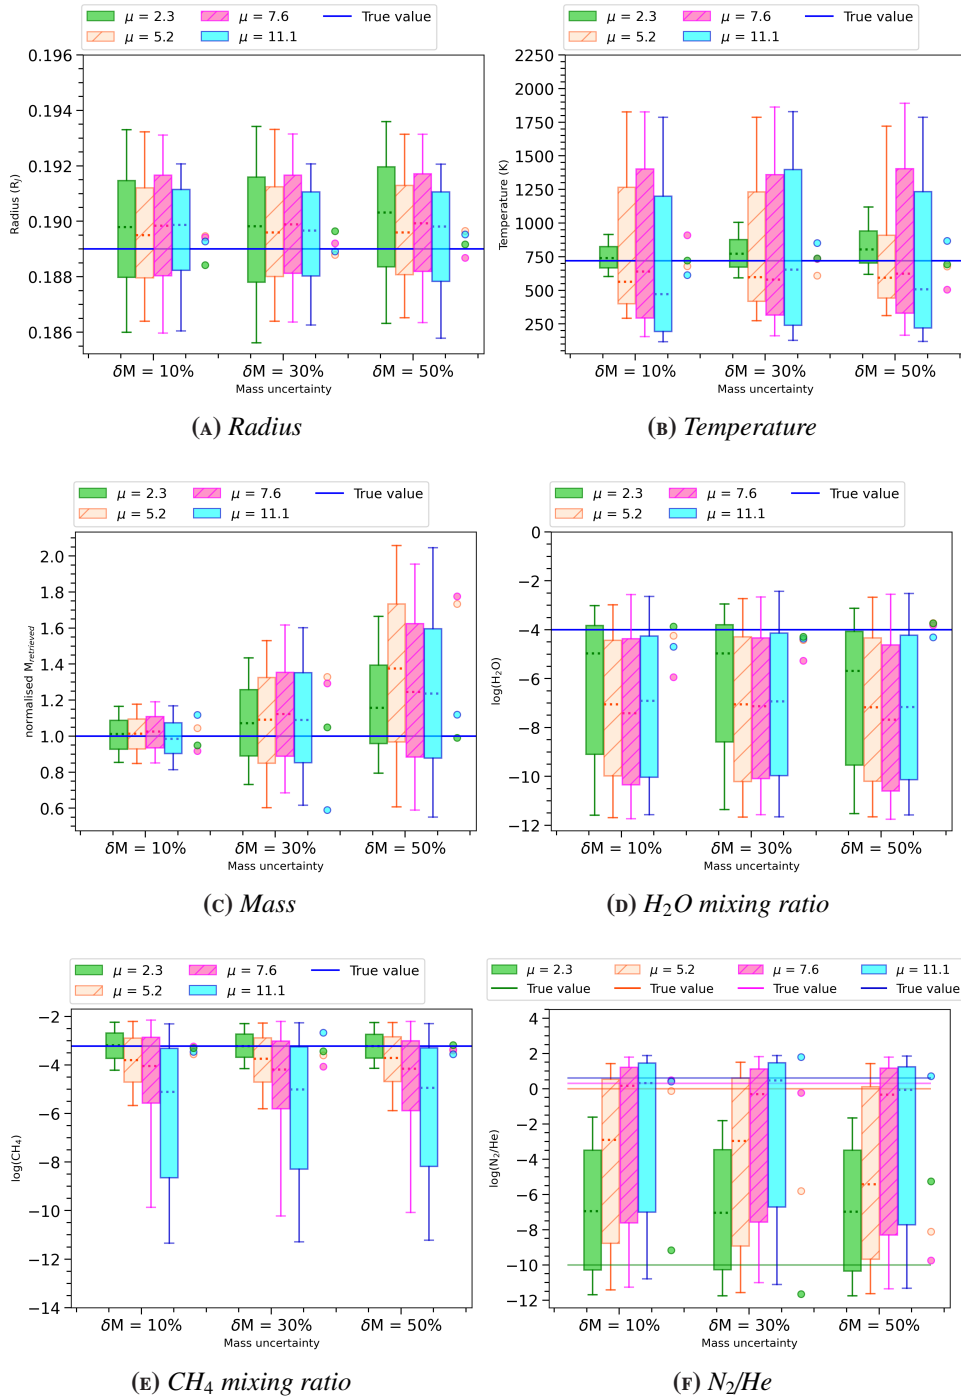 μ = 2.3 μ = 7.6 True value
μ = 5.2 μ = 11.1
0.196
0.194
0.192
0.190
0.188
0.186
Radius (RJ)
δM = 10% δM = 30% δM = 50%
Mass uncertainty
(A) Radius
μ = 2.3 μ = 7.6 True value
μ = 5.2 μ = 11.1
2250
2000
1750
1500
1250
1000
750
500
250
Temperature (K)
δM = 10% δM = 30% δM = 50%
Mass uncertainty
(B) Temperature
μ = 2.3 μ = 7.6 True value
μ = 5.2 μ = 11.1
2.0
1.8
1.6
1.4
1.2
1.0
0.8
0.6
normalised Mretrieved
δM = 10% δM = 30% δM = 50%
Mass uncertainty
(C) Mass
μ = 2.3 μ = 7.6 True value
μ = 5.2 μ = 11.1
0
−2
−4
−6
−8
−10
−12
log(H₂O)
δM = 10% δM = 30% δM = 50%
Mass uncertainty
(D) H₂O mixing ratio
μ = 2.3 μ = 7.6 True value
μ = 5.2 μ = 11.1
−2
−4
−6
−8
−10
−12
−14
log(CH₄)
δM = 10% δM = 30% δM = 50%
Mass uncertainty
(E) CH₄ mixing ratio
μ = 2.3 μ = 5.2 μ = 7.6 μ = 11.1
True value True value True value True value
4
2
0
−2
−4
−6
−8
−10
−12
log(N₂/He)
δM = 10% δM = 30% δM = 50%
Mass uncertainty
(F) N₂/He